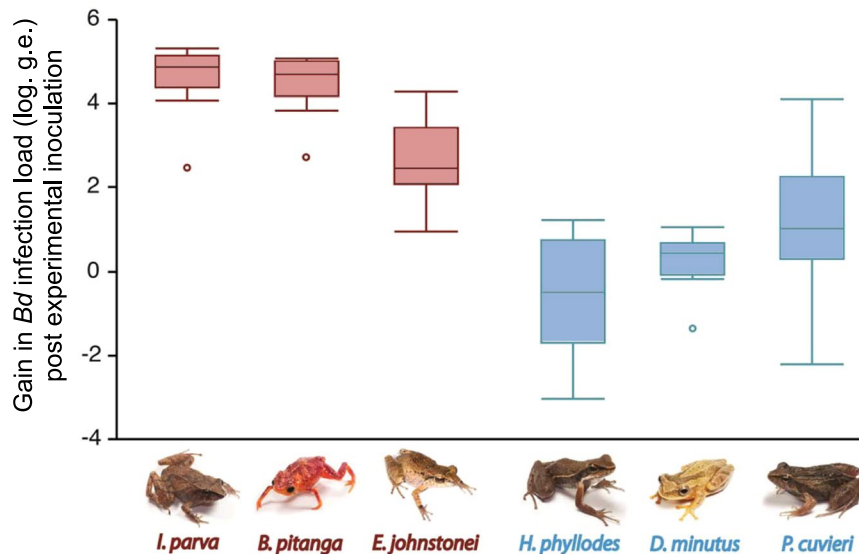 Gain in Bd infection load (log. g.e.)
post experimental inoculation
6
4
2
0
-2
-4
I. parva B. pitanga E. johnstonei H. phyllodes D. minutus P. cuvieri